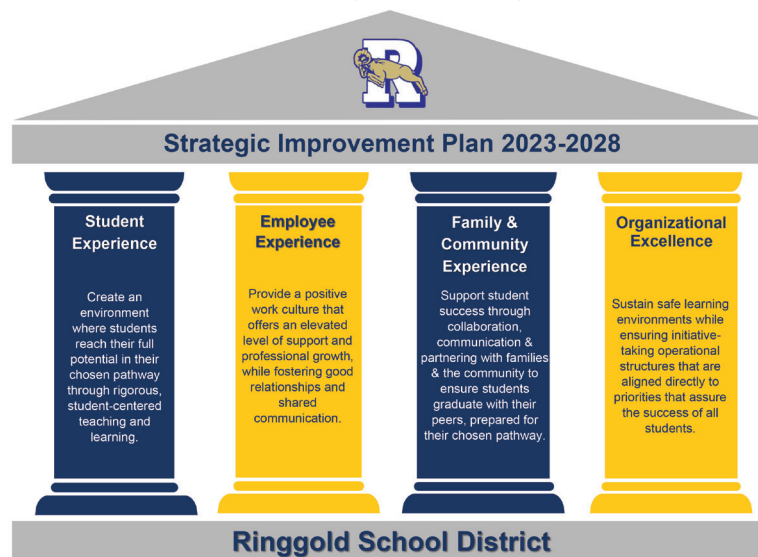 R
Strategic Improvement Plan 2023-2028
Student
Experience
Create an
environment
where students
reach their full
potential in their
chosen pathway
through rigorous,
student-centered
teaching and
learning.
Employee
Experience
Provide a positive
work culture that
offers an elevated
level of support and
professional growth,
while fostering good
relationships and
shared
communication.
Family &
Community
Experience
Support student
success through
collaboration,
communication &
partnering with families
& the community to
ensure students
graduate with their
peers, prepared for
their chosen pathway.
Organizational
Excellence
Sustain safe learning
environments while
ensuring initiative-
taking operational
structures that are
aligned directly to
priorities that assure
the success of all
students.
Ringgold School District